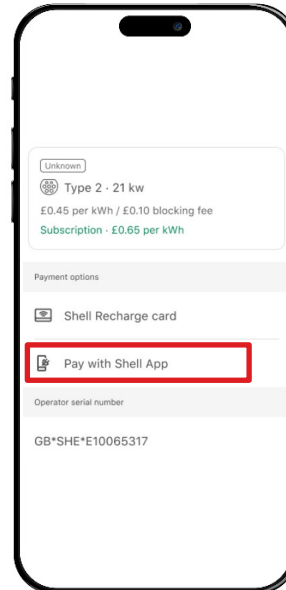 Unknown
Type 2 · 21 kw
£0.45 per kWh / £0.10 blocking fee
Subscription · £0.65 per kWh
Payment options
Shell Recharge card
Pay with Shell App
Operator serial number
GB*SHE*E10065317